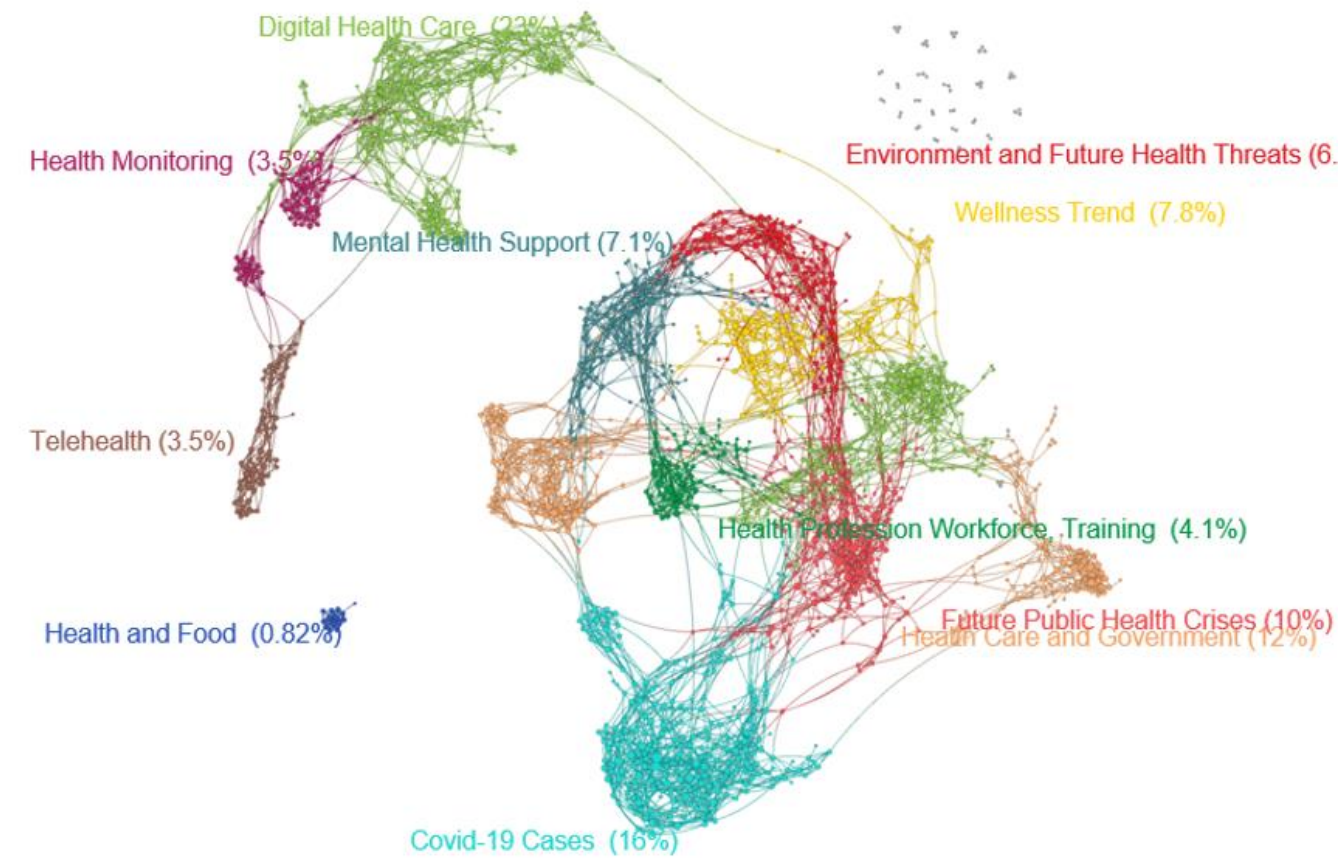 Digital Health Care (23%)
Health Monitoring (3.5%)
Environment and Future Health Threats (6.
Wellness Trend (7.8%)
Mental Health Support (7.1%)
Telehealth (3.5%)
Health Profession Workforce, Training (4.1%)
Future Public Health Crises (10%)
Health and Food (0.82%)
Health Care and Government (12%)
Covid-19 Cases (16%)